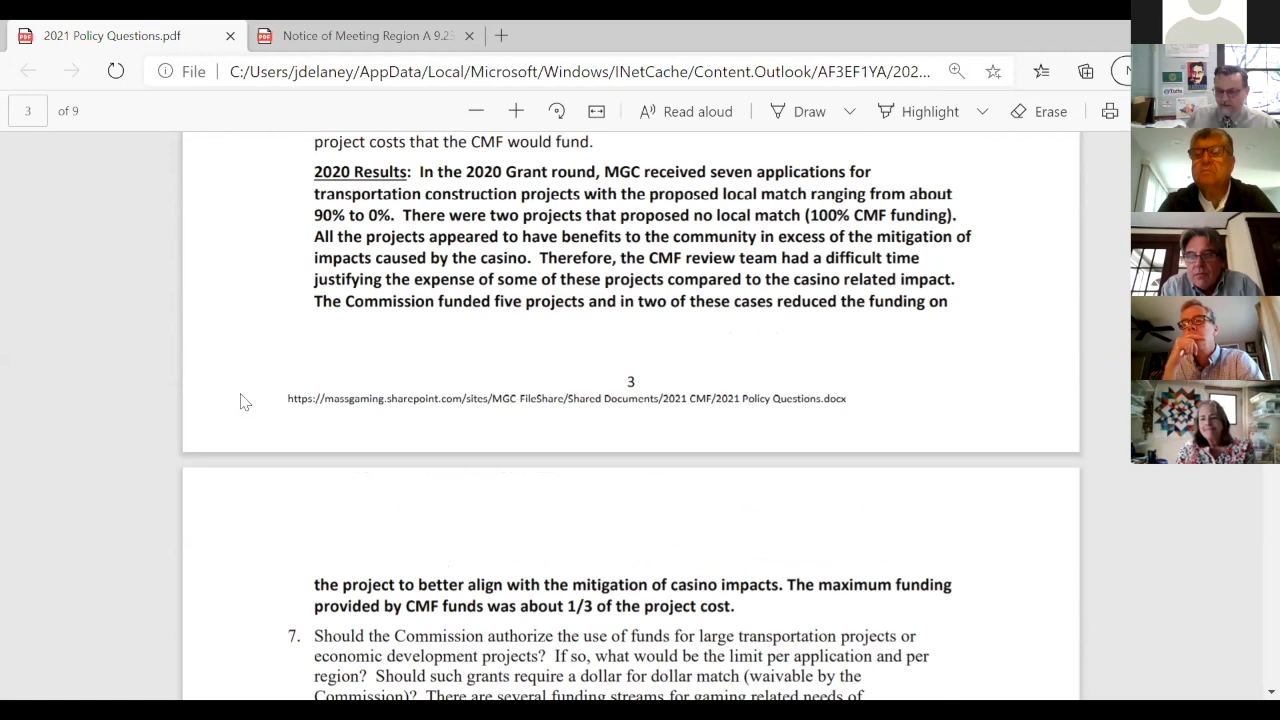 2021 Policy Questions.pdf
Notice of Meeting Region A 9.2
File
C:/Users/jdelaney/AppData/Local/Microsoft/Windows/INetCache/Content.Outlook/AF3EF1YA/202...
3 of 9
Read aloud
Draw
Highlight
Erase
project costs that the CMF would fund.
2020 Results: In the 2020 Grant round, MGC received seven applications for
transportation construction projects with the proposed local match ranging from about
90% to 0%. There were two projects that proposed no local match (100% CMF funding).
All the projects appeared to have benefits to the community in excess of the mitigation of
impacts caused by the casino. Therefore, the CMF review team had a difficult time
justifying the expense of some of these projects compared to the casino related impact.
The Commission funded five projects and in two of these cases reduced the funding on
3
https://massgaming.sharepoint.com/sites/MGC FileShare/Shared Documents/2021 CMF/2021 Policy Questions.docx
the project to better align with the mitigation of casino impacts. The maximum funding
provided by CMF funds was about 1/3 of the project cost.
7. Should the Commission authorize the use of funds for large transportation projects or
economic development projects? If so, what would be the limit per application and per
region? Should such grants require a dollar for dollar match (waivable by the
Commission)? There are several funding streams for gaming related needs of